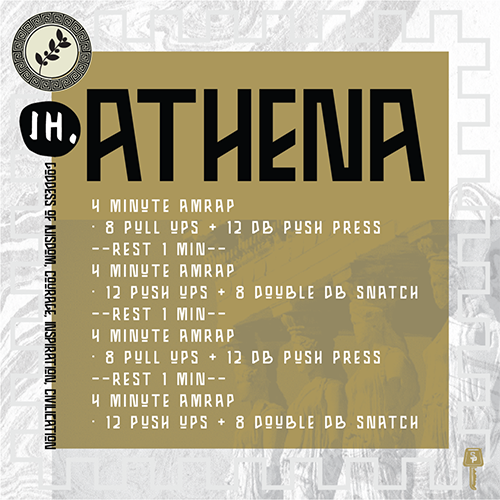 1H.
ATHENA
GODDESS OF WISDOM, COURAGE, INSPIRATION, CIVILICATION
4 MINUTE AMRAP
· 8 PULL UPS + 12 DB PUSH PRESS
--REST 1 MIN--
4 MINUTE AMRAP
· 12 PUSH UPS + 8 DOUBLE DB SNATCH
--REST 1 MIN--
4 MINUTE AMRAP
· 8 PULL UPS + 12 DB PUSH PRESS
--REST 1 MIN--
4 MINUTE AMRAP
· 12 PUSH UPS + 8 DOUBLE DB SNATCH